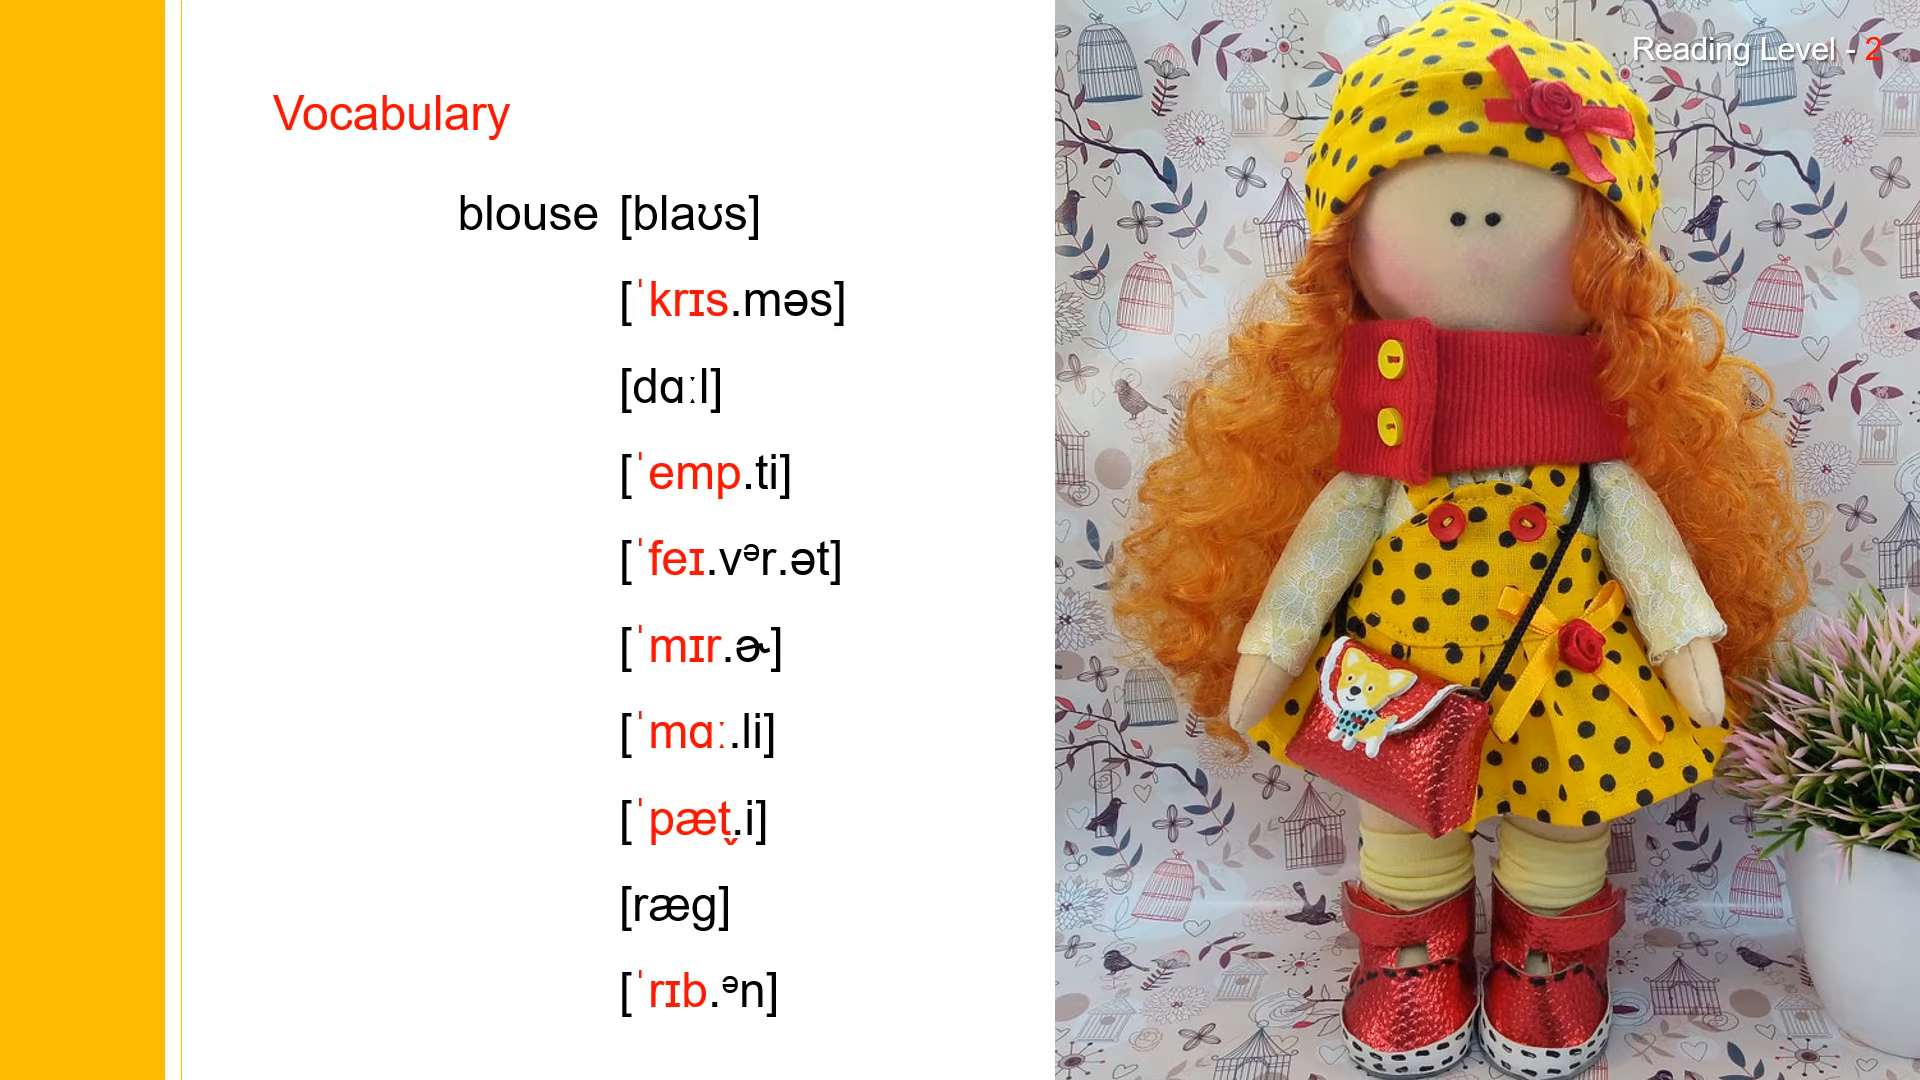 Reading Level - 2
Vocabulary
blouse [blaʊs]
[ˈkrɪs.məs]
[dɑːl]
[ˈemp.ti]
[ˈfeɪ.vᵊr.ət]
[ˈmɪr.ɚ]
[ˈmɑː.li]
[ˈpæt̬.i]
[ræg]
[ˈrɪb.ᵊn]